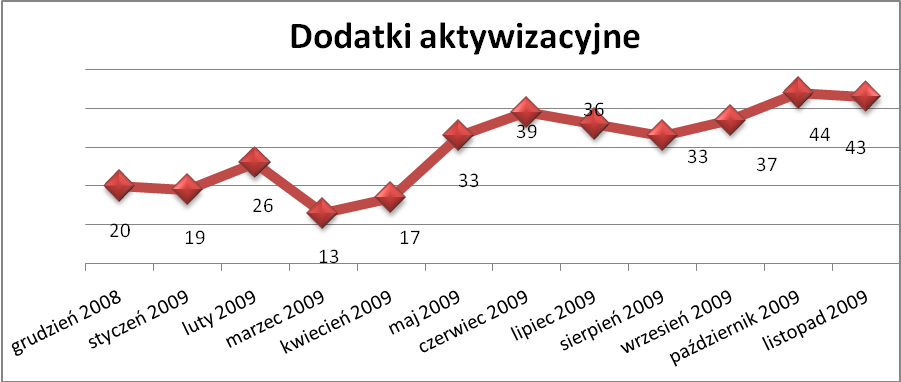 Dodatki aktywizacyjne
20
19
26
13
17
33
39
36
33
37
44
43
grudzień 2008
styczeń 2009
luty 2009
marzec 2009
kwiecień 2009
maj 2009
czerwiec 2009
lipiec 2009
sierpień 2009
wrzesień 2009
październik 2009
listopad 2009